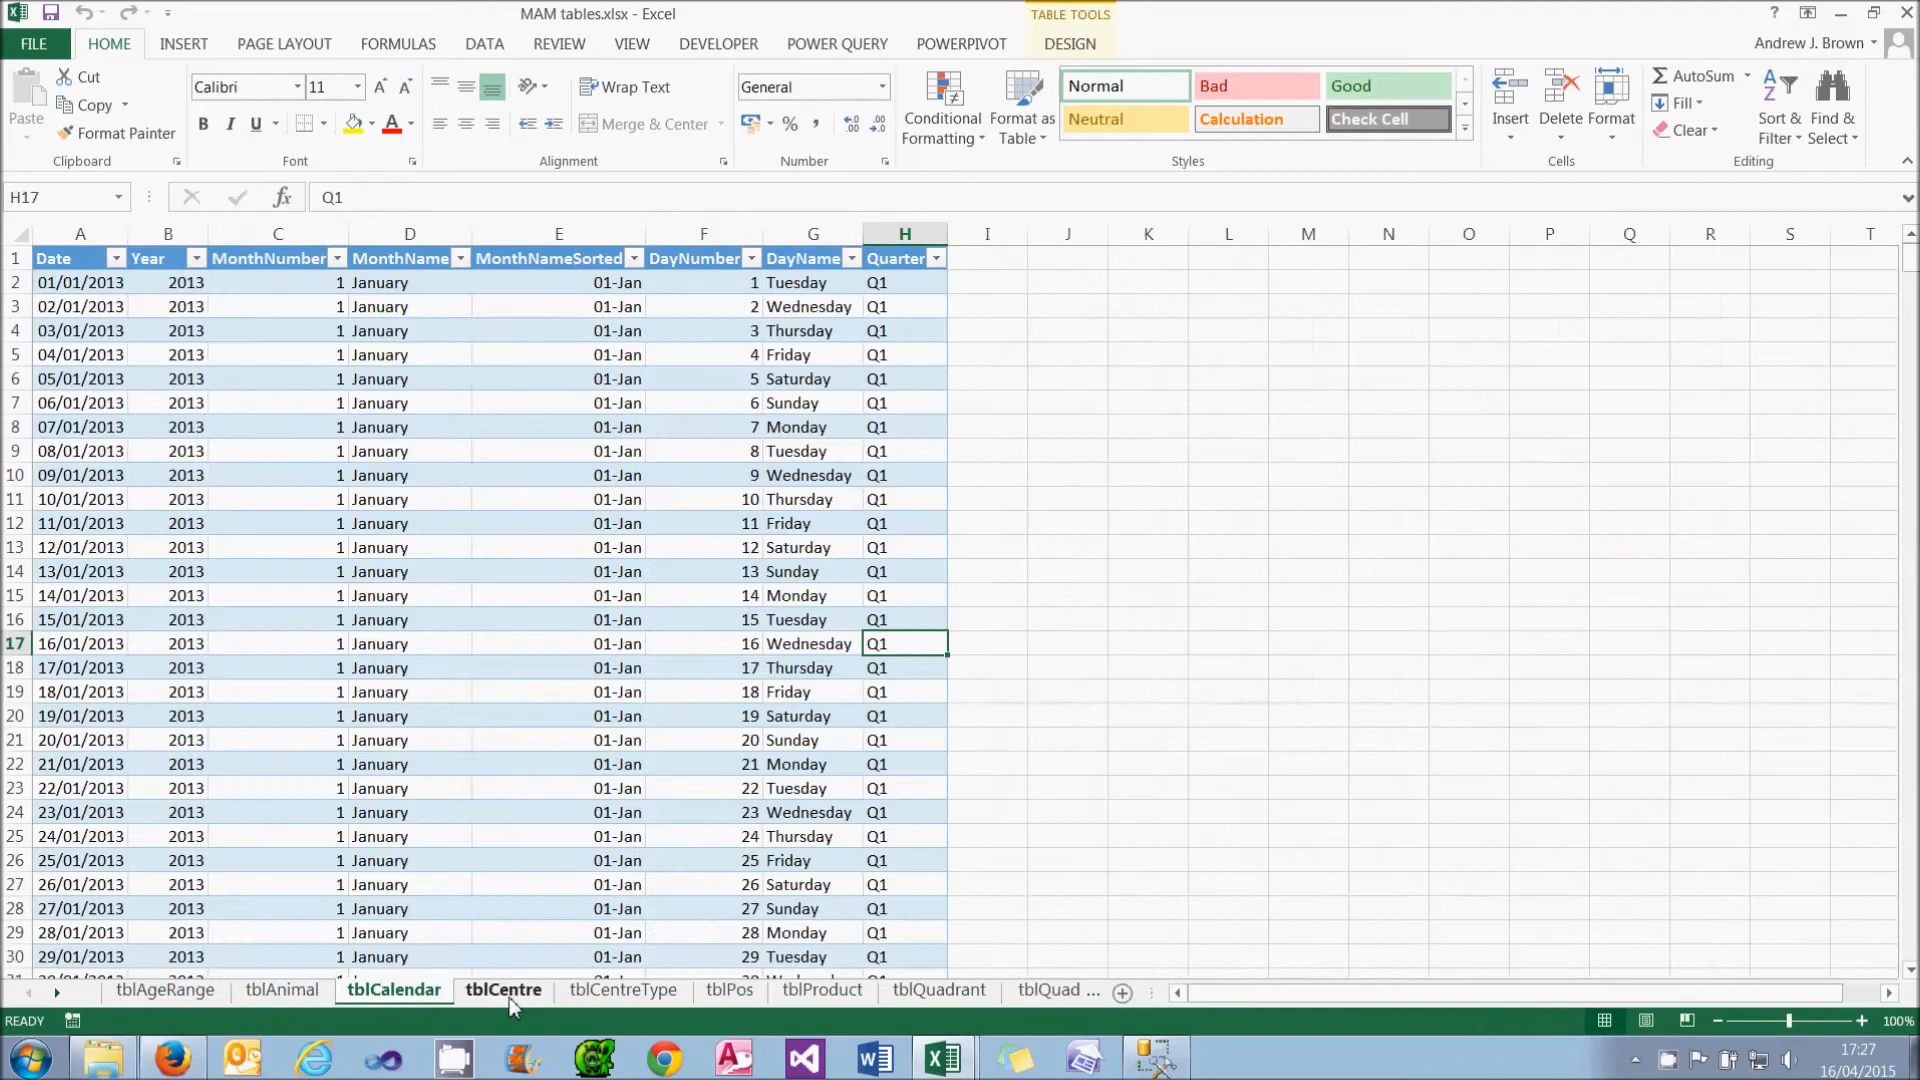 MAM tables.xlsx - Excel
TABLE TOOLS
?
FILE HOME INSERT PAGE LAYOUT FORMULAS DATA REVIEW VIEW DEVELOPER POWER QUERY POWERPIVOT DESIGN
Andrew J. Brown
Paste
Cut
Copy
Format Painter
Clipboard
Calibri 11
B I U
Font
Wrap Text
Merge & Center
Alignment
General
%
Number
Conditional Formatting
Format as Table
Normal Bad Good
Neutral Calculation Check Cell
Styles
Insert Delete Format
Cells
AutoSum
Fill
Clear
Sort & Filter
Find & Select
Editing
H17 fx Q1
A B C D E F G H I J K L M N O P Q R S T
1 Date Year MonthNumber MonthName MonthNameSorted DayNumber DayName Quarter
2 01/01/2013 2013 1 January 01-Jan 1 Tuesday Q1
3 02/01/2013 2013 1 January 01-Jan 2 Wednesday Q1
4 03/01/2013 2013 1 January 01-Jan 3 Thursday Q1
5 04/01/2013 2013 1 January 01-Jan 4 Friday Q1
6 05/01/2013 2013 1 January 01-Jan 5 Saturday Q1
7 06/01/2013 2013 1 January 01-Jan 6 Sunday Q1
8 07/01/2013 2013 1 January 01-Jan 7 Monday Q1
9 08/01/2013 2013 1 January 01-Jan 8 Tuesday Q1
10 09/01/2013 2013 1 January 01-Jan 9 Wednesday Q1
11 10/01/2013 2013 1 January 01-Jan 10 Thursday Q1
12 11/01/2013 2013 1 January 01-Jan 11 Friday Q1
13 12/01/2013 2013 1 January 01-Jan 12 Saturday Q1
14 13/01/2013 2013 1 January 01-Jan 13 Sunday Q1
15 14/01/2013 2013 1 January 01-Jan 14 Monday Q1
16 15/01/2013 2013 1 January 01-Jan 15 Tuesday Q1
17 16/01/2013 2013 1 January 01-Jan 16 Wednesday Q1
18 17/01/2013 2013 1 January 01-Jan 17 Thursday Q1
19 18/01/2013 2013 1 January 01-Jan 18 Friday Q1
20 19/01/2013 2013 1 January 01-Jan 19 Saturday Q1
21 20/01/2013 2013 1 January 01-Jan 20 Sunday Q1
22 21/01/2013 2013 1 January 01-Jan 21 Monday Q1
23 22/01/2013 2013 1 January 01-Jan 22 Tuesday Q1
24 23/01/2013 2013 1 January 01-Jan 23 Wednesday Q1
25 24/01/2013 2013 1 January 01-Jan 24 Thursday Q1
26 25/01/2013 2013 1 January 01-Jan 25 Friday Q1
27 26/01/2013 2013 1 January 01-Jan 26 Saturday Q1
28 27/01/2013 2013 1 January 01-Jan 27 Sunday Q1
29 28/01/2013 2013 1 January 01-Jan 28 Monday Q1
30 29/01/2013 2013 1 January 01-Jan 29 Tuesday Q1
tblAgeRange tblAnimal tblCalendar tblCentre tblCentreType tblPos tblProduct tblQuadrant tblQuad ...
READY 100%
17:27
16/04/2015